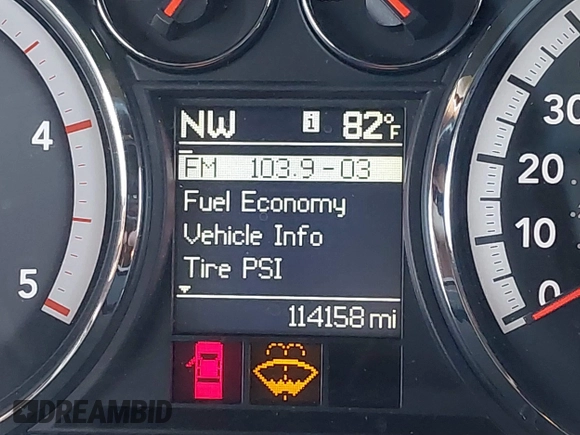 NW i 82°F
FM 103.9-03
Fuel Economy
Vehicle Info
Tire PSI
114158 mi
4
5
30
20
10
0
DREAMBID